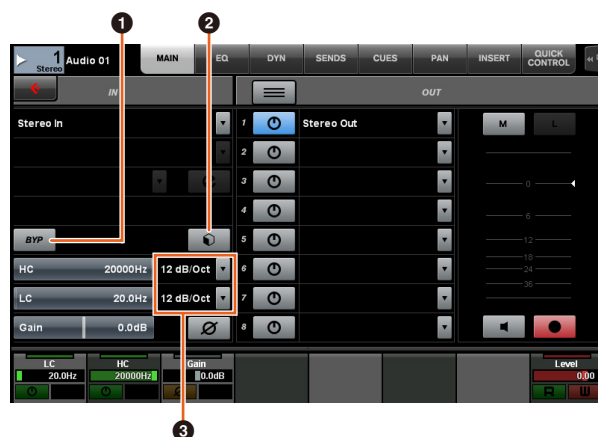 1 2
1 Stereo Audio 01 MAIN EQ DYN SENDS CUES PAN INSERT QUICK CONTROL
IN OUT
Stereo In 1 Stereo Out M L
2
3 0
4 6
BYP 5 12
18
HC 20000Hz 12 dB/Oct 6 24
36
LC 20.0Hz 12 dB/Oct 7
Gain 0.0dB 8
LC HC Gain Level
20.0Hz 20000Hz 0.0dB 0.00
R W
3